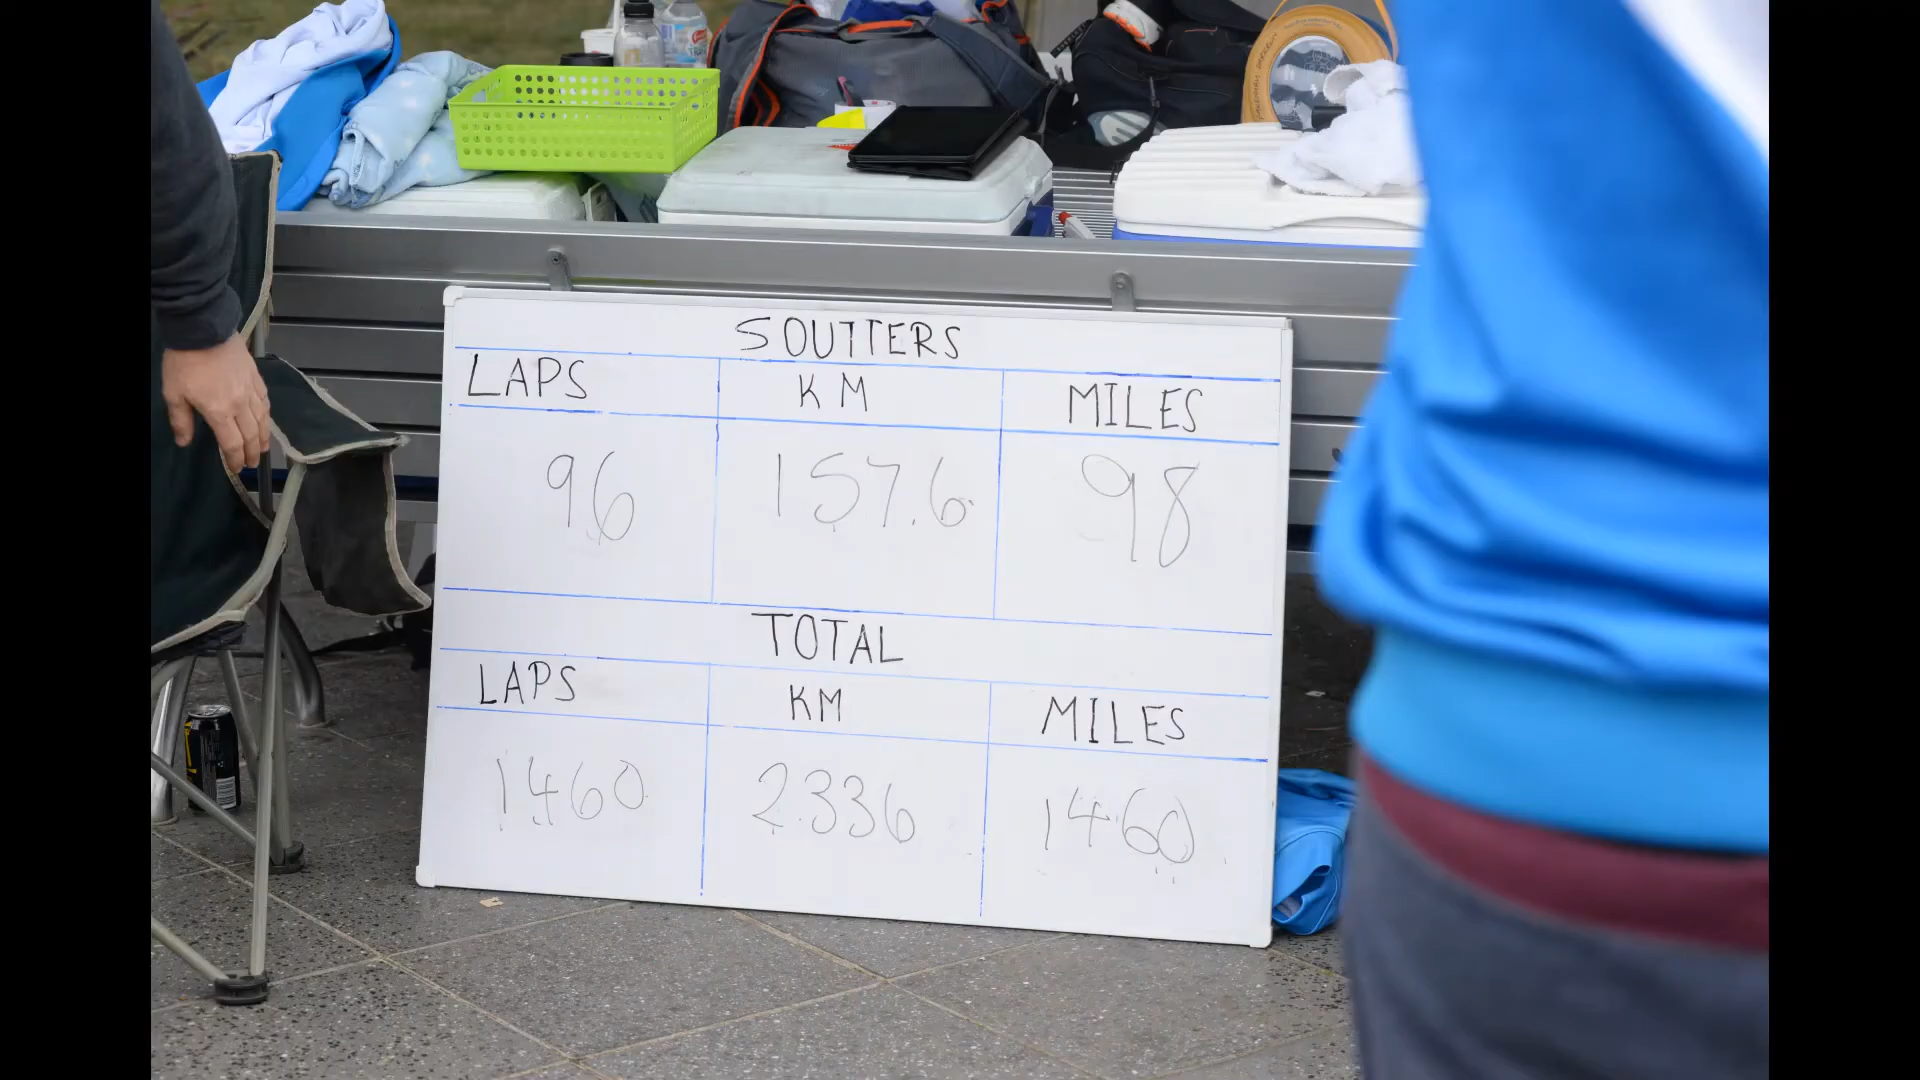 SOUTTERS
LAPS KM MILES
96 157.6 98
TOTAL
LAPS KM MILES
1460 2336 1460